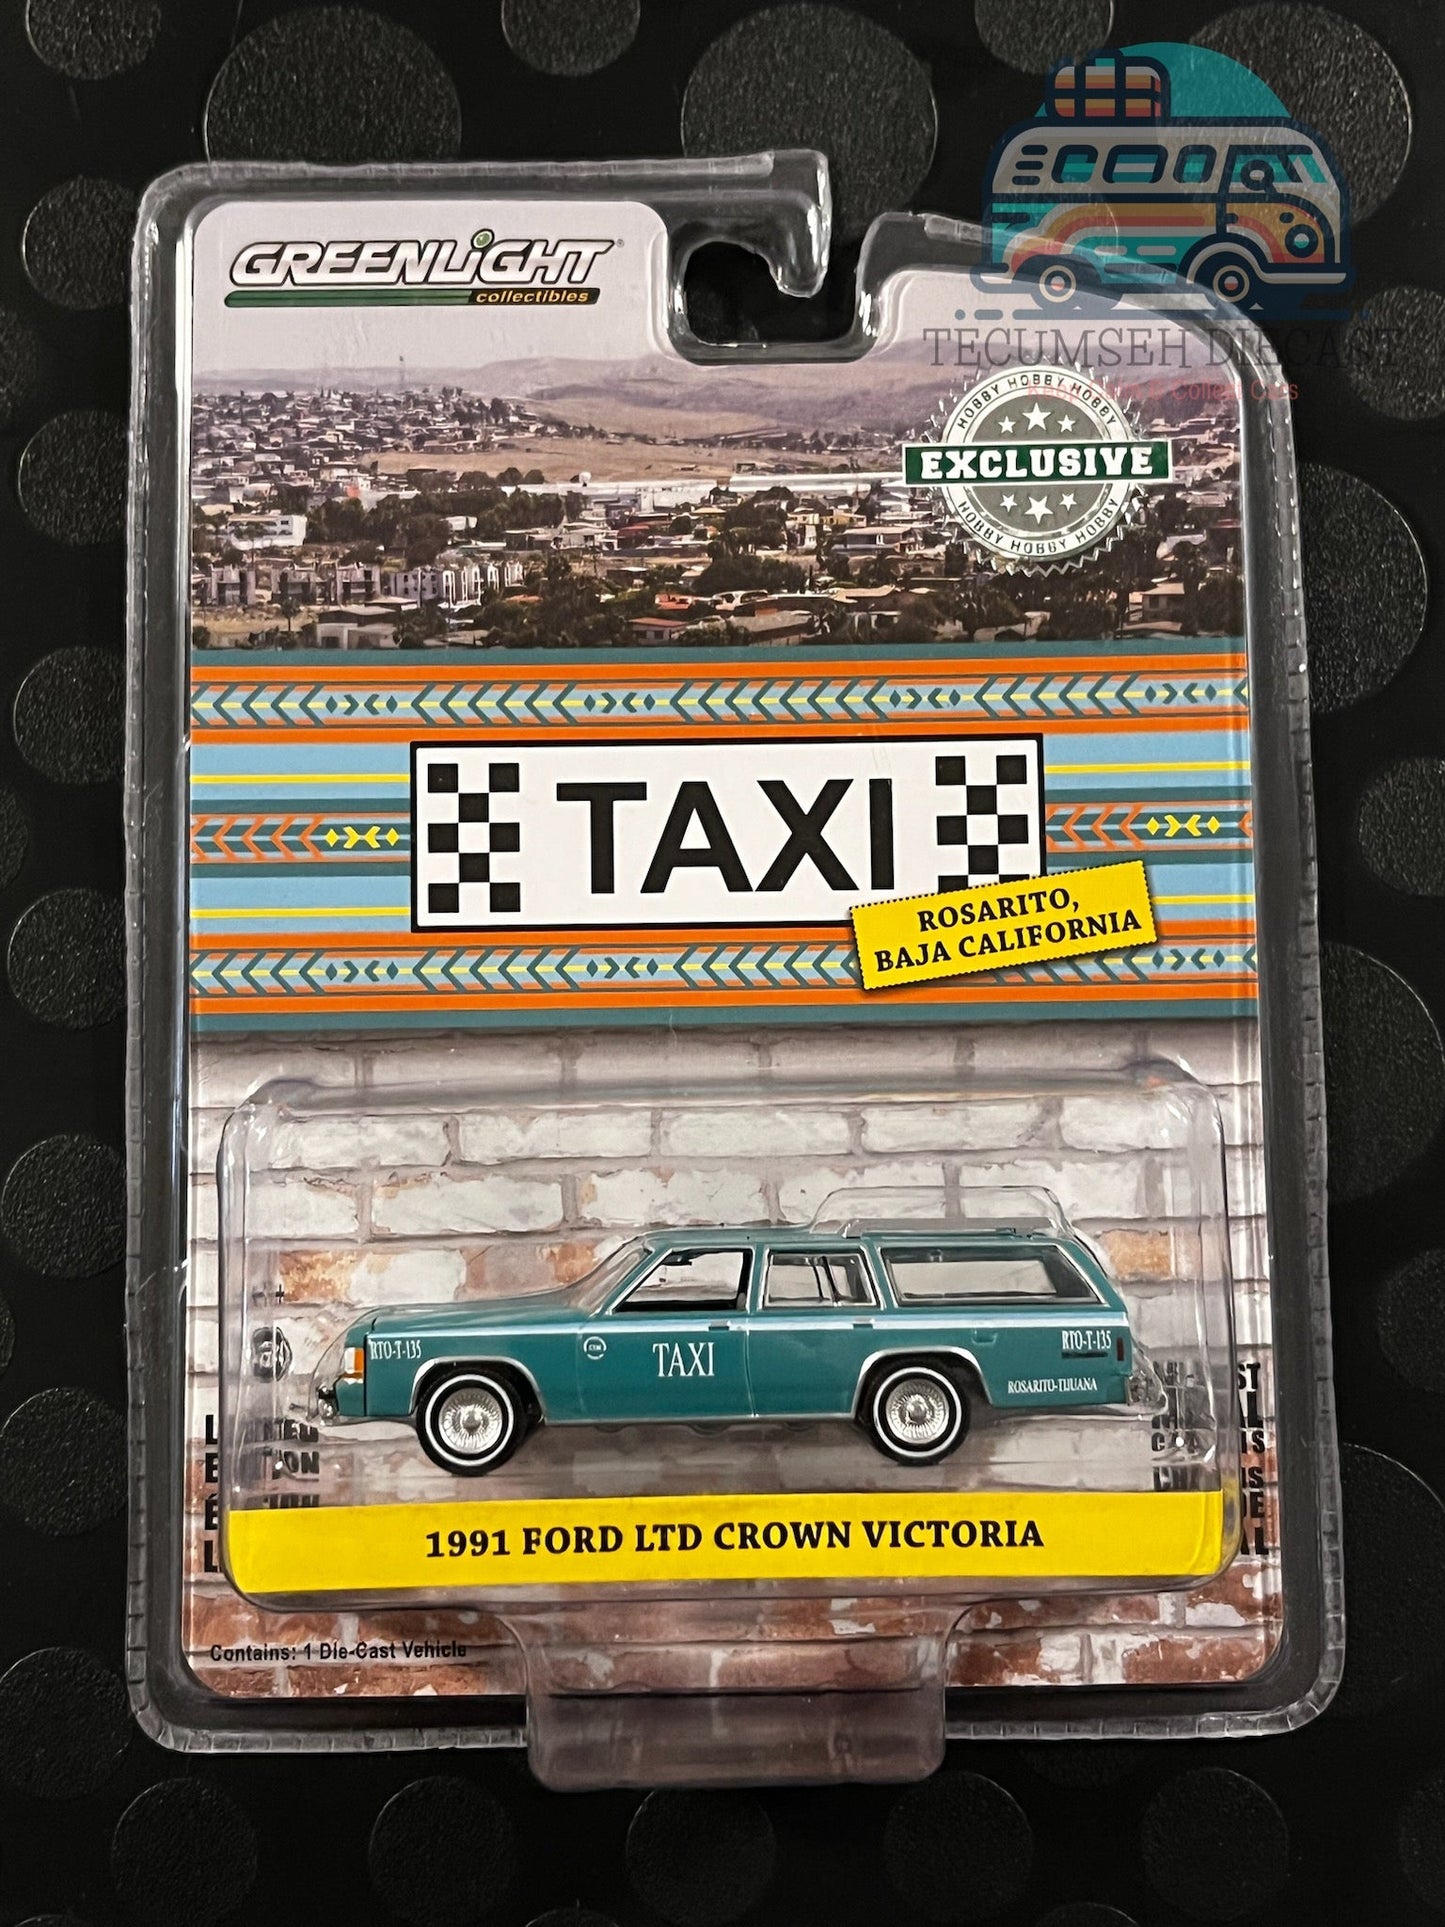 GREENLIGHT®
collectibles
TECUMSEH DIECAST
HOBBY HOBBY HOBBY
EXCLUSIVE
HOBBY HOBBY HOBBY
TAXI
ROSARITO,
BAJA CALIFORNIA
RTO-T-135
TAXI
RTO-T-135
ROSARITO-TIJUANA
1991 FORD LTD CROWN VICTORIA
Contains: 1 Die-Cast Vehicle